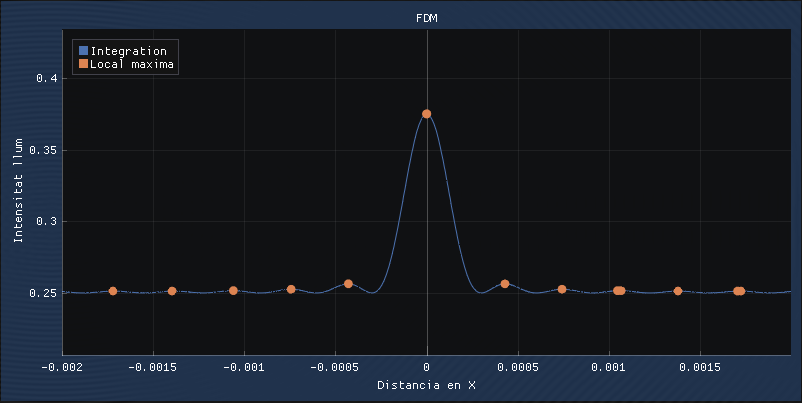 FDM
Integration
Local maxima
0.4
0.35
0.3
0.25
Intensitat llum
-0.002
-0.0015
-0.001
-0.0005
0
0.0005
0.001
0.0015
Distancia en X